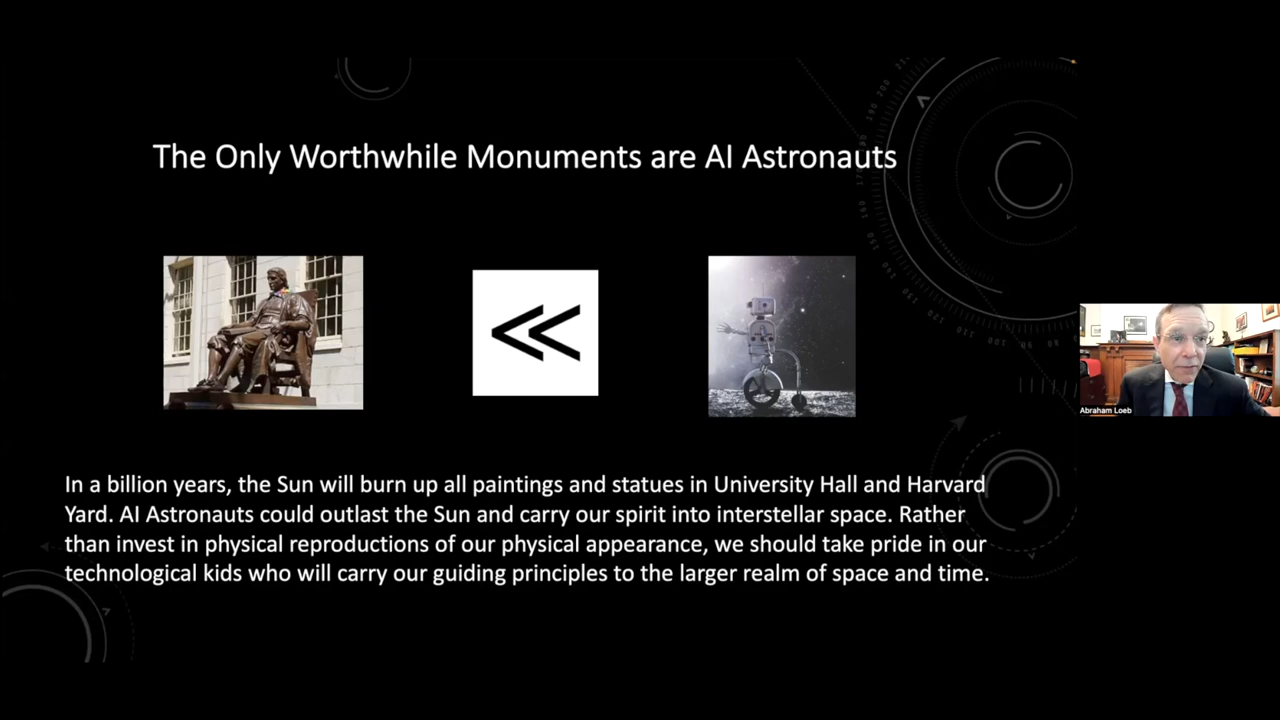 The Only Worthwhile Monuments are AI Astronauts
<<
In a billion years, the Sun will burn up all paintings and statues in University Hall and Harvard
Yard. AI Astronauts could outlast the Sun and carry our spirit into interstellar space. Rather
than invest in physical reproductions of our physical appearance, we should take pride in our
technological kids who will carry our guiding principles to the larger realm of space and time.
Abraham Loeb